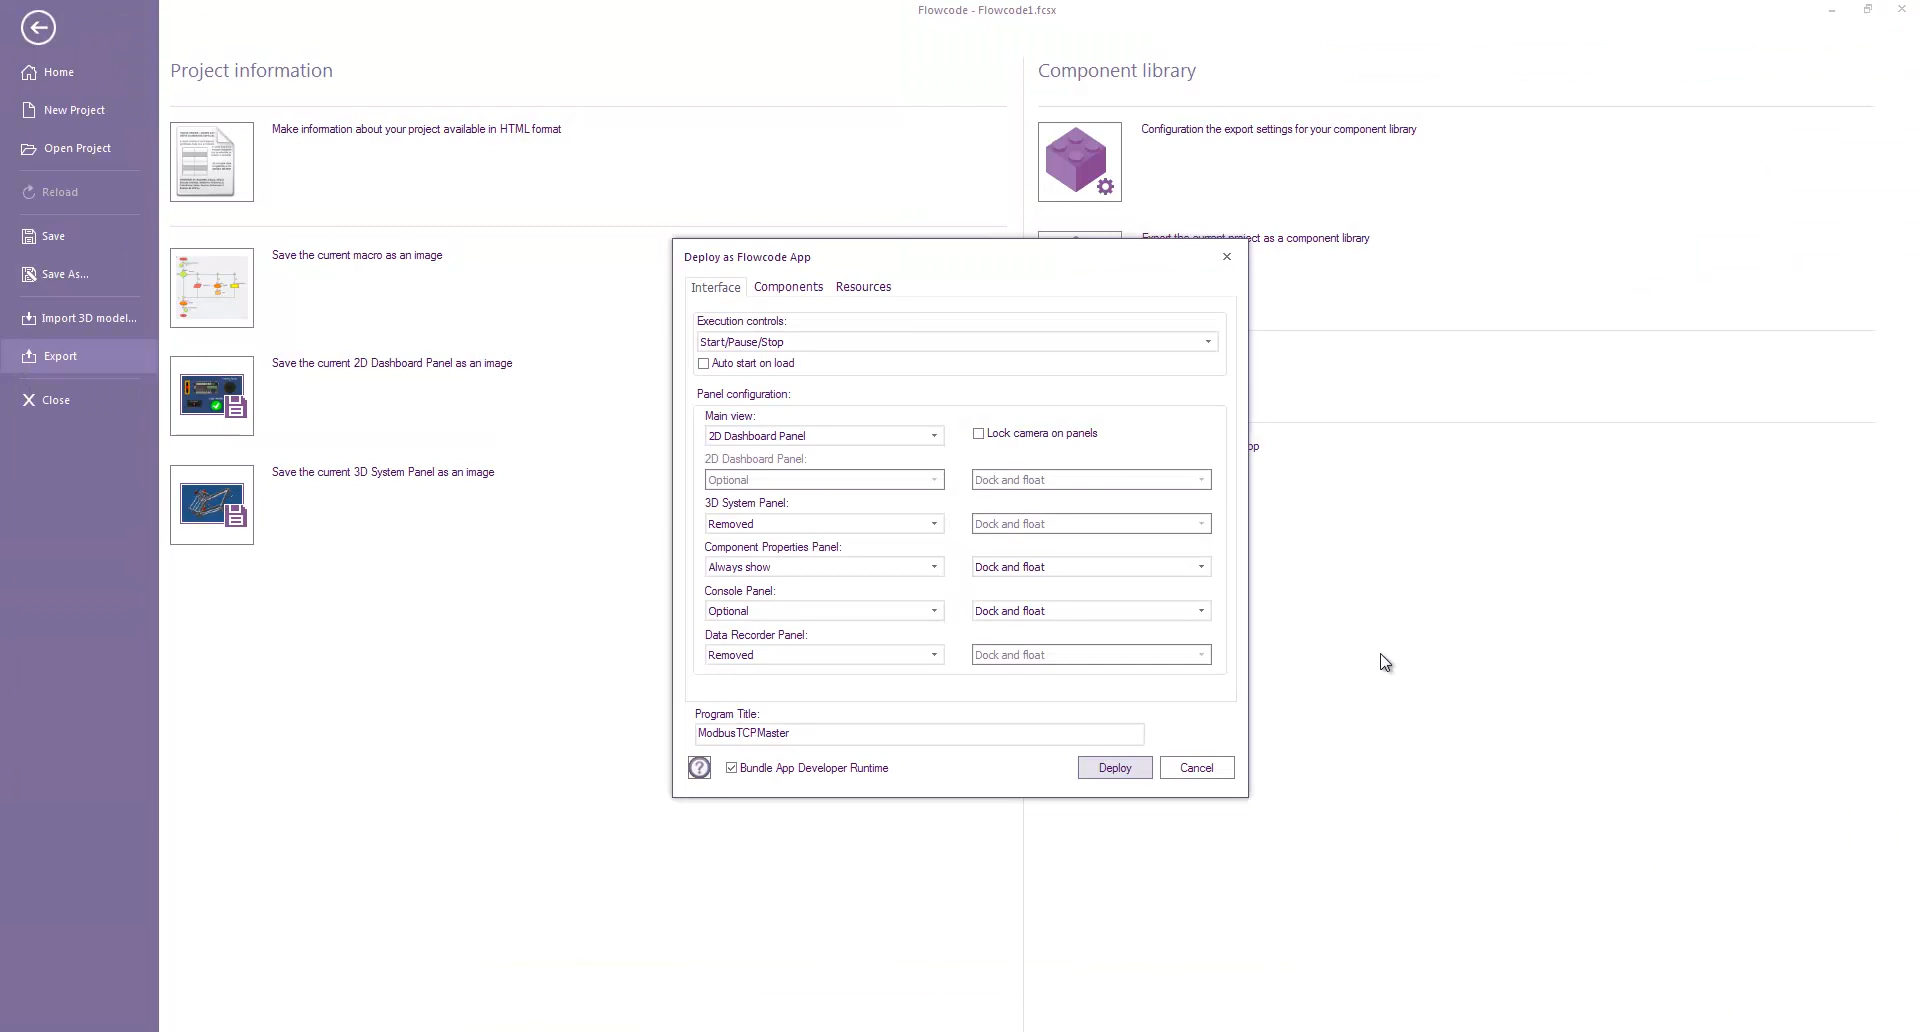 Flowcode - Flowcode1.fcsx
Home
New Project
Open Project
Reload
Save
Save As...
Import 3D model...
Export
Close
Project information
Make information about your project available in HTML format
Save the current macro as an image
Save the current 2D Dashboard Panel as an image
Save the current 3D System Panel as an image
Component library
Configuration the export settings for your component library
Export the current project as a component library
pp
Deploy as Flowcode App
Interface Components Resources
Execution controls:
Start/Pause/Stop
Auto start on load
Panel configuration:
Main view:
2D Dashboard Panel
Lock camera on panels
2D Dashboard Panel:
Optional Dock and float
3D System Panel:
Removed Dock and float
Component Properties Panel:
Always show Dock and float
Console Panel:
Optional Dock and float
Data Recorder Panel:
Removed Dock and float
Program Title:
ModbusTCPMaster
Bundle App Developer Runtime
Deploy Cancel